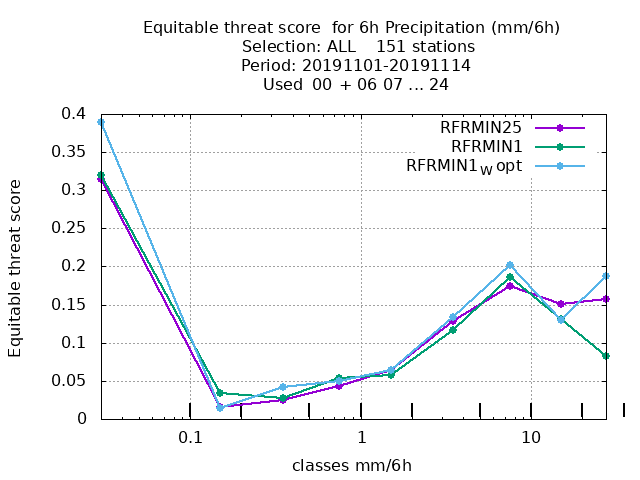 Equitable threat score  for 6h Precipitation (mm/6h)
Selection: ALL    151 stations
Period: 20191101-20191114
Used  00  + 06 07 ... 24
RFRMIN25
RFRMIN1
RFRMIN1W opt
Equitable threat score
0.4
0.35
0.3
0.25
0.2
0.15
0.1
0.05
0
0.1 1 10
classes mm/6h